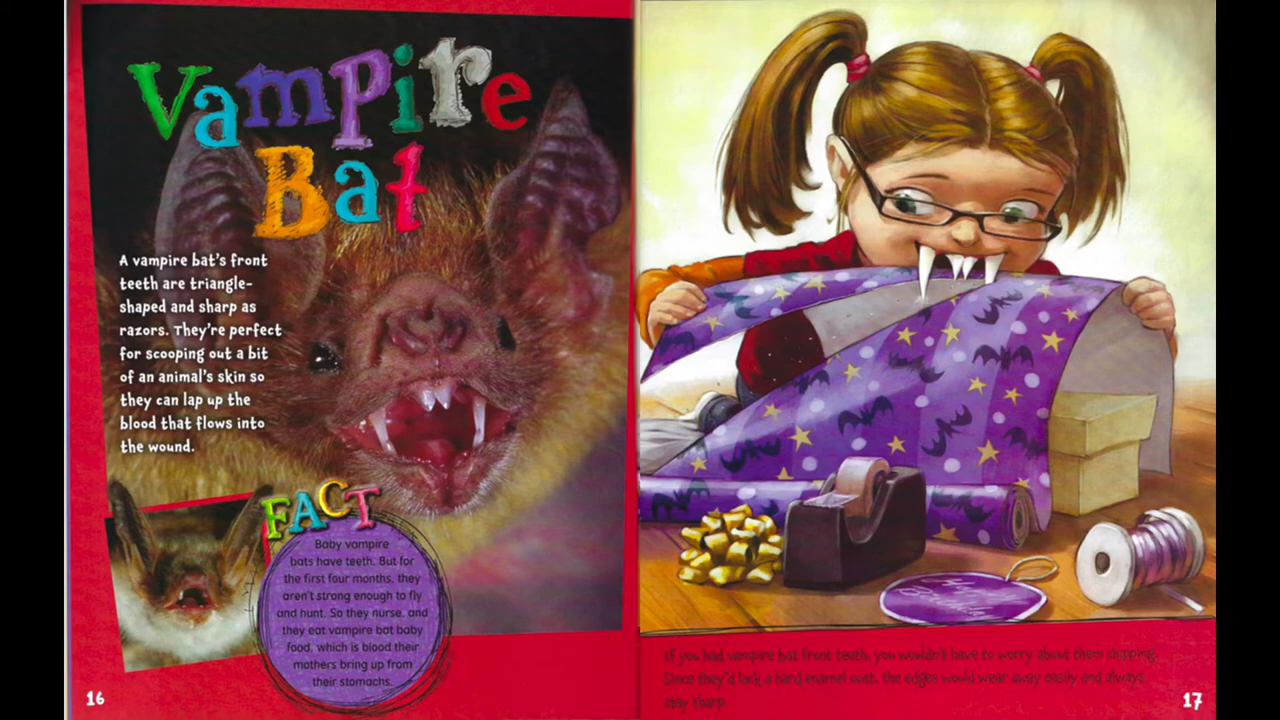 Vampire
Bat
A vampire bat's front
teeth are triangle-
shaped and sharp as
razors. They're perfect
for scooping out a bit
of an animal's skin so
they can lap up the
blood that flows into
the wound.
FACT
Baby vampire
bats have teeth. But for
the first four months, they
aren't strong enough to fly
and hunt. So they nurse, and
they eat vampire bat baby
food, which is blood their
mothers bring up from
their stomachs.
16
If you had vampire bat front teeth, you wouldn't have to worry about them chipping.
Since they'd lack a hard enamel coat, the edges would wear away easily and always
stay sharp.
17